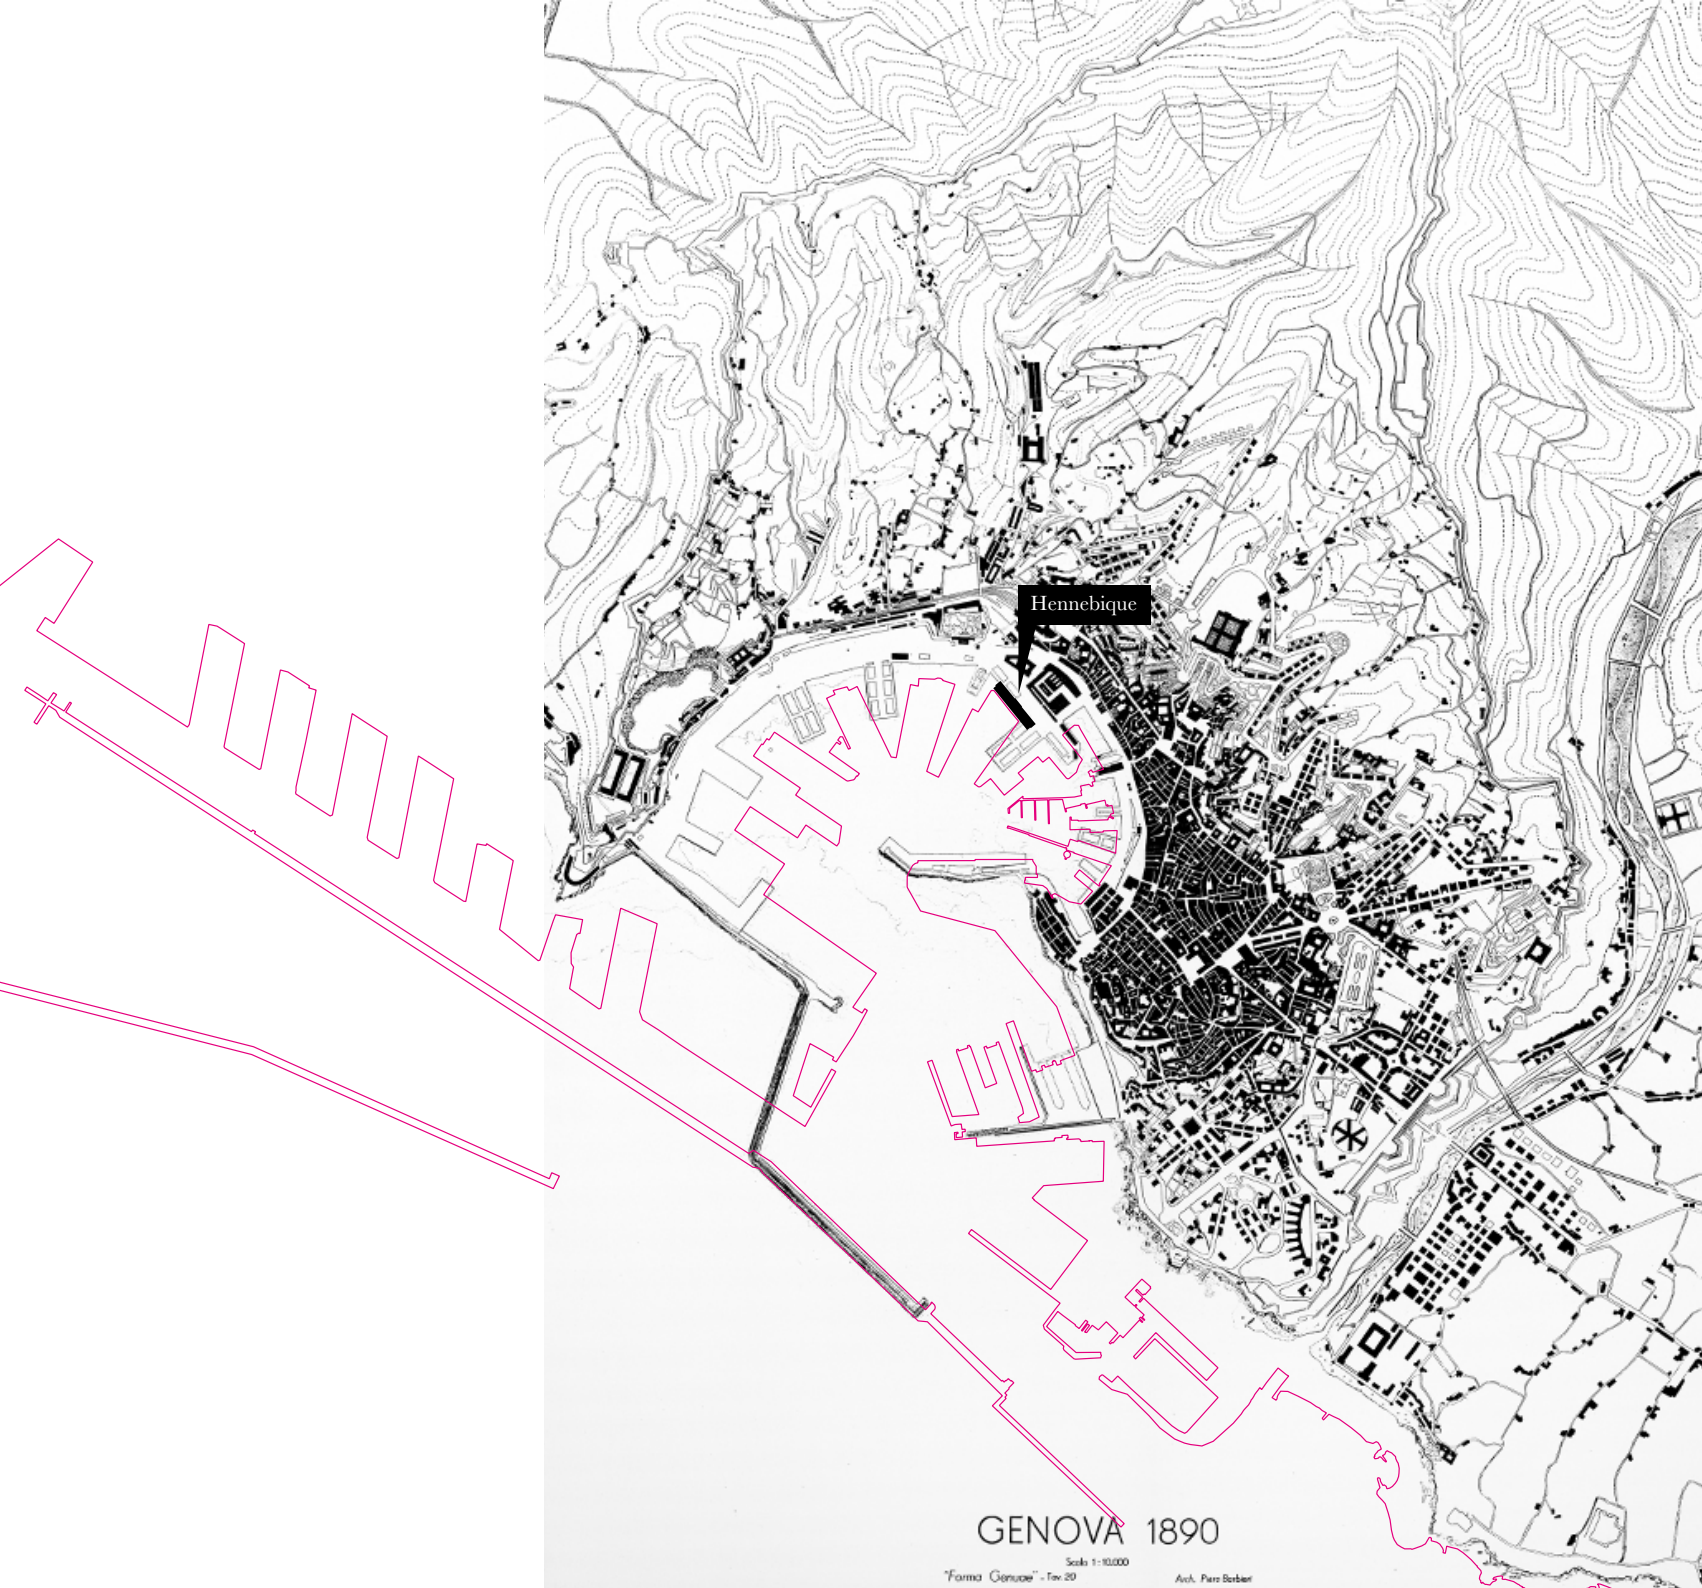 Hennebique
GENOVA 1890
Scala 1:10.000
"Forma Genuae" - Tav. 20
Arch. Piero Barbieri